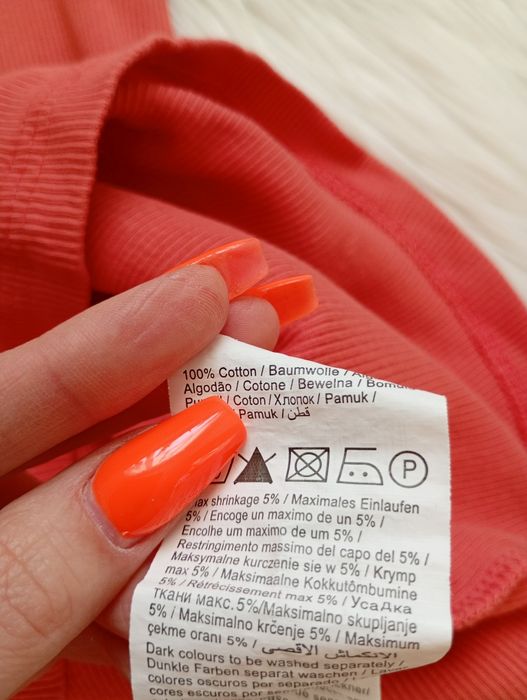 100% Cotton / Baumwolle /
Algodão / Cotone / Bewelna /
/ Coton / Хлопок / Pamuk /
Pamuk / قطن
P
max shrinkage 5% / Maximales Einlaufen
5% / Encoge un maximo de un 5% /
Encolhe um maximo de um 5% /
Restringimento massimo del capo del 5% /
Maksymalne kurczenie sie w 5% / Krymp
max 5% / Maksimaalne Kokkutõmbumine
5% / Rétrécissement max 5% / Усадка
ткани макс. 5%/Maksimalno skupljanje
5% / Maksimalno krčenje 5% / Maksimum
çekme oranı 5% / الانكماش الأقصى
Dark colours to be washed separately /
Dunkle Farben separat waschen /
colores oscuros por separado /
cores escuros por